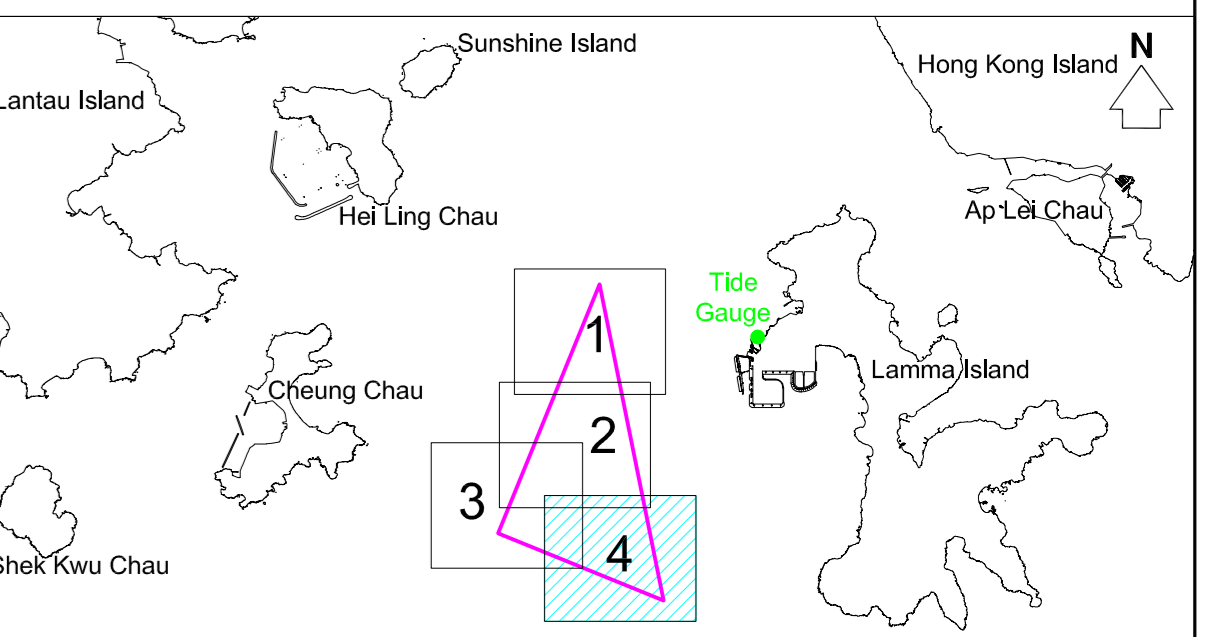 Sunshine Island
Hong Kong Island
N
Lantau Island
Hei Ling Chau
Ap Lei Chau
Tide
Gauge
1
Lamma Island
Cheung Chau
2
3
4
Shek Kwu Chau